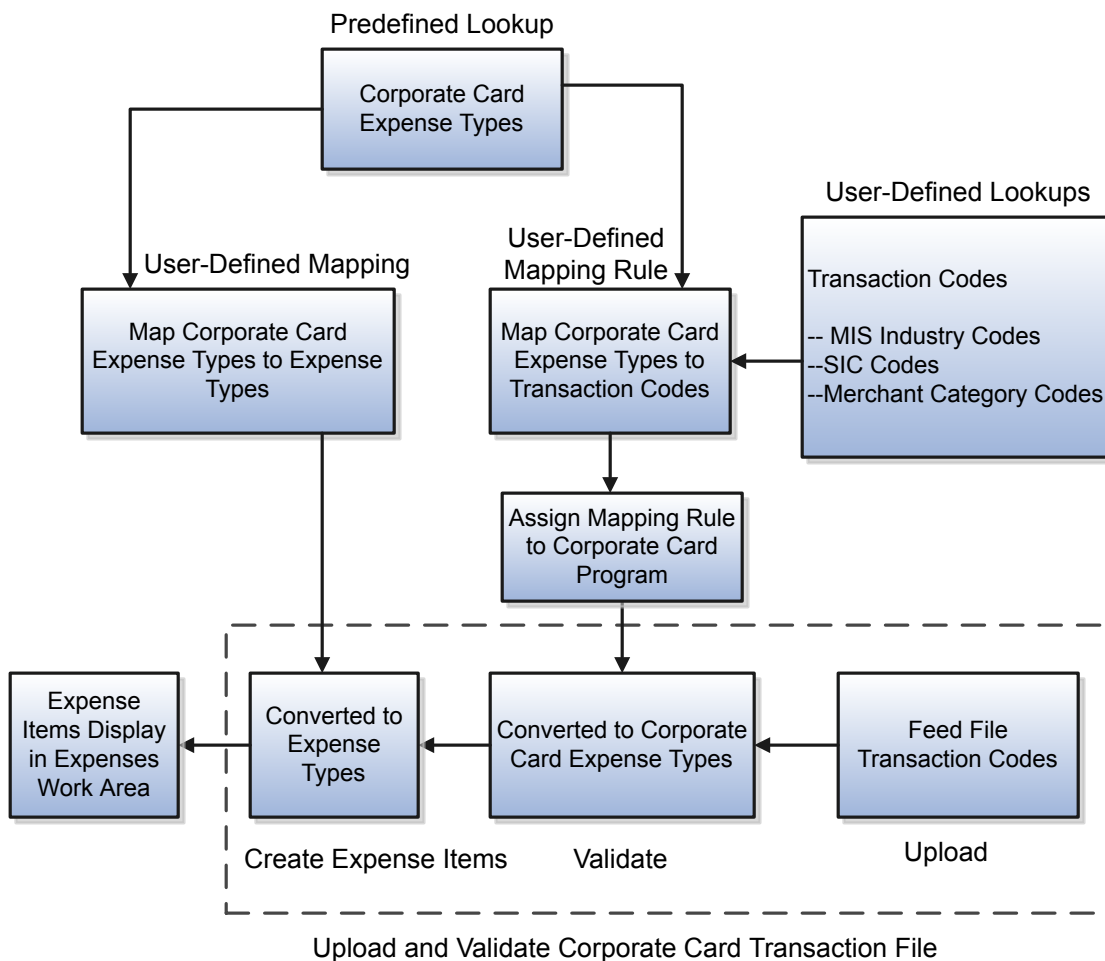 Predefined Lookup
Corporate Card
Expense Types
User-Defined Lookups
Transaction Codes
-- MIS Industry Codes
--SIC Codes
--Merchant Category Codes
User-Defined Mapping
Map Corporate Card
Expense Types to Expense
Types
User-Defined
Mapping Rule
Map Corporate Card
Expense Types to
Transaction Codes
Assign Mapping Rule
to Corporate Card
Program
Expense
Items Display
in Expenses
Work Area
Converted to
Expense
Types
Converted to Corporate
Card Expense Types
Feed File
Transaction Codes
Create Expense Items
Validate
Upload
Upload and Validate Corporate Card Transaction File